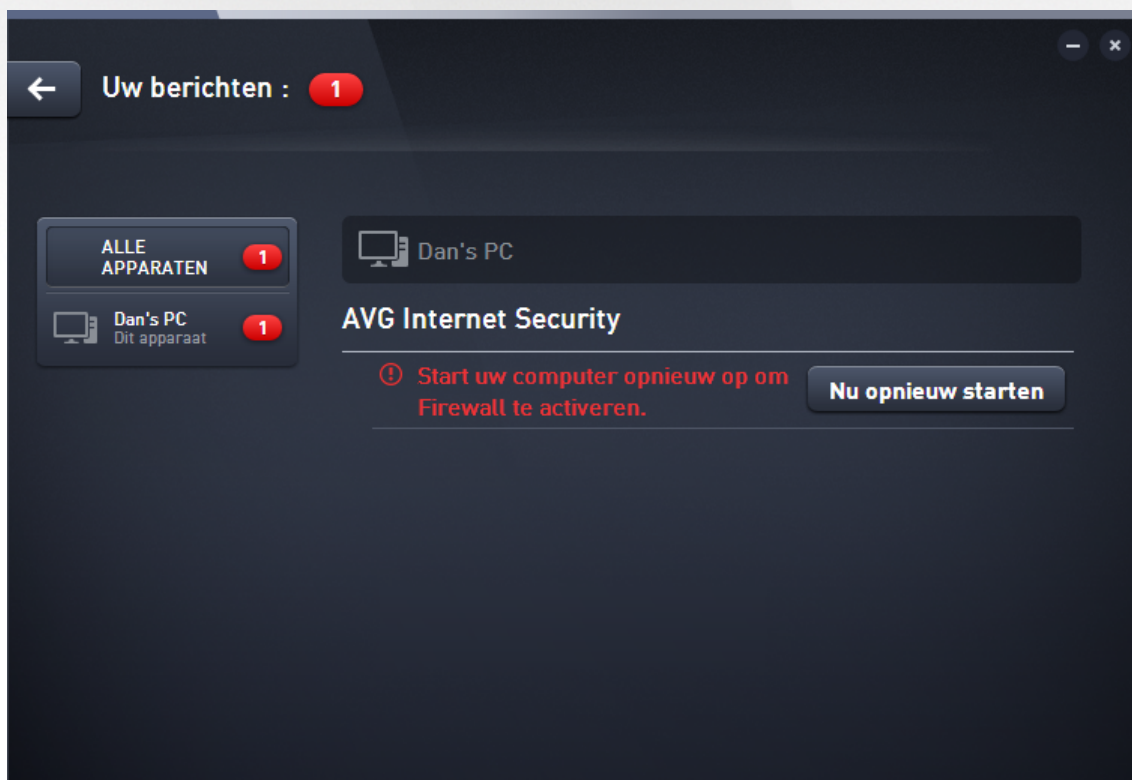 Uw berichten : 1
ALLE
APPARATEN 1
Dan's PC
Dit apparaat 1
Dan's PC
AVG Internet Security
Start uw computer opnieuw op om
Firewall te activeren.
Nu opnieuw starten